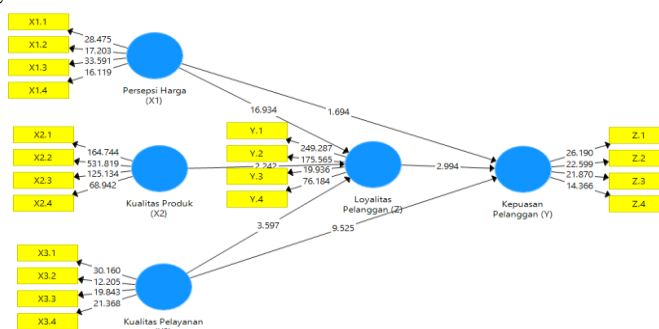 X1.1
X1.2
X1.3
X1.4
28.475
17.203
33.591
16.119
Persepsi Harga
(X1)
16.934
1.694
X2.1
X2.2
X2.3
X2.4
164.744
531.819
125.134
68.942
Kualitas Produk
(X2)
Y.1
Y.2
Y.3
Y.4
249.287
175.565
2.242
19.936
76.184
Loyalitas
Pelanggan (Z)
2.994
Kepuasan
Pelanggan (Y)
26.190
22.599
21.870
14.366
Z.1
Z.2
Z.3
Z.4
3.597
9.525
X3.1
X3.2
X3.3
X3.4
30.160
12.205
19.843
21.368
Kualitas Pelayanan